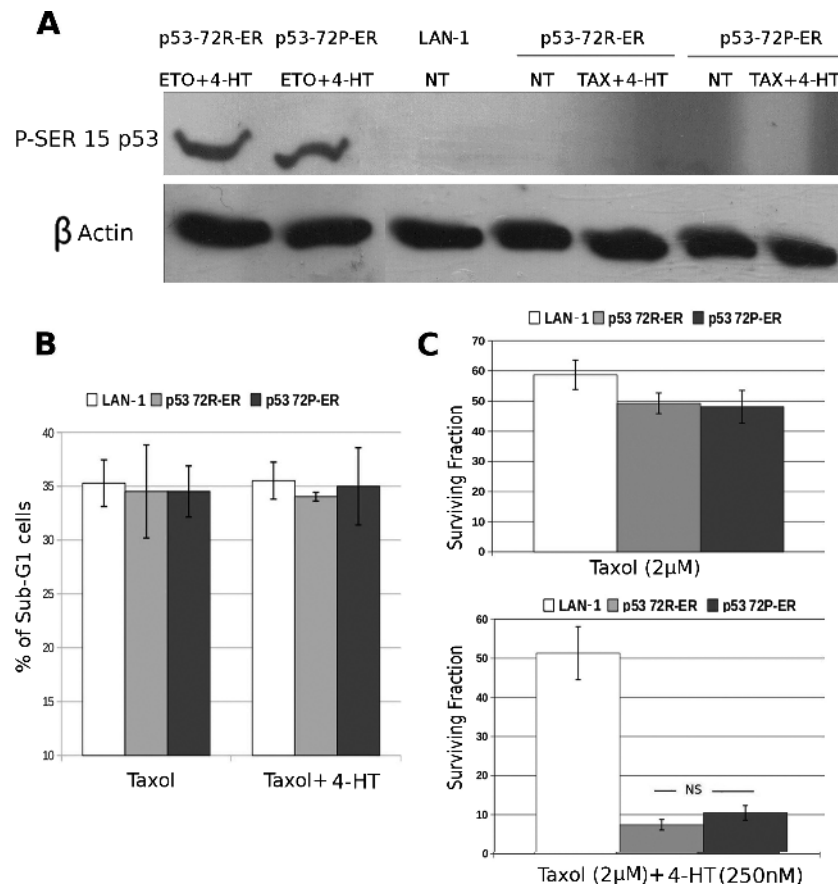 A
p53-72R-ER p53-72P-ER LAN-1 p53-72R-ER p53-72P-ER
ETO+4-HT ETO+4-HT NT NT TAX+4-HT NT TAX+4-HT
P-SER 15 p53
β Actin
B
LAN-1 p53 72R-ER p53 72P-ER
% of Sub-G1 cells
40
35
30
25
20
15
10
Taxol Taxol+ 4-HT
C
LAN-1 p53 72R-ER p53 72P-ER
Surviving Fraction
70
60
50
40
30
20
10
0
Taxol (2μM)
LAN-1 p53 72R-ER p53 72P-ER
Surviving Fraction
60
50
40
30
20
10
0
NS
Taxol (2μM)+4-HT (250nM)